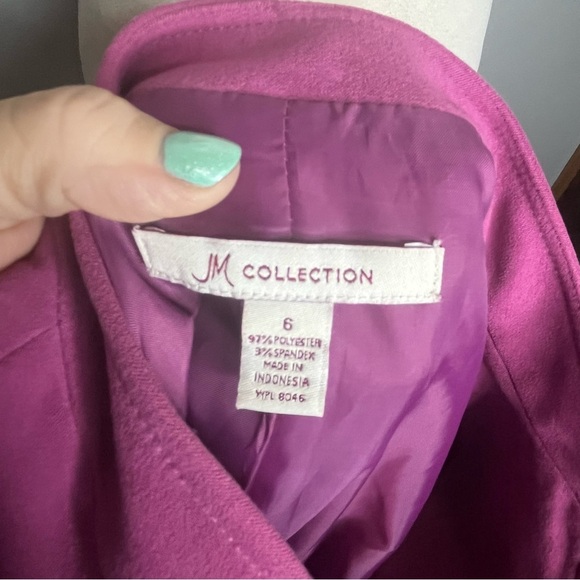 JM COLLECTION
6
97% POLYESTER
3% SPANDEX
MADE IN
INDONESIA
WPL 8046